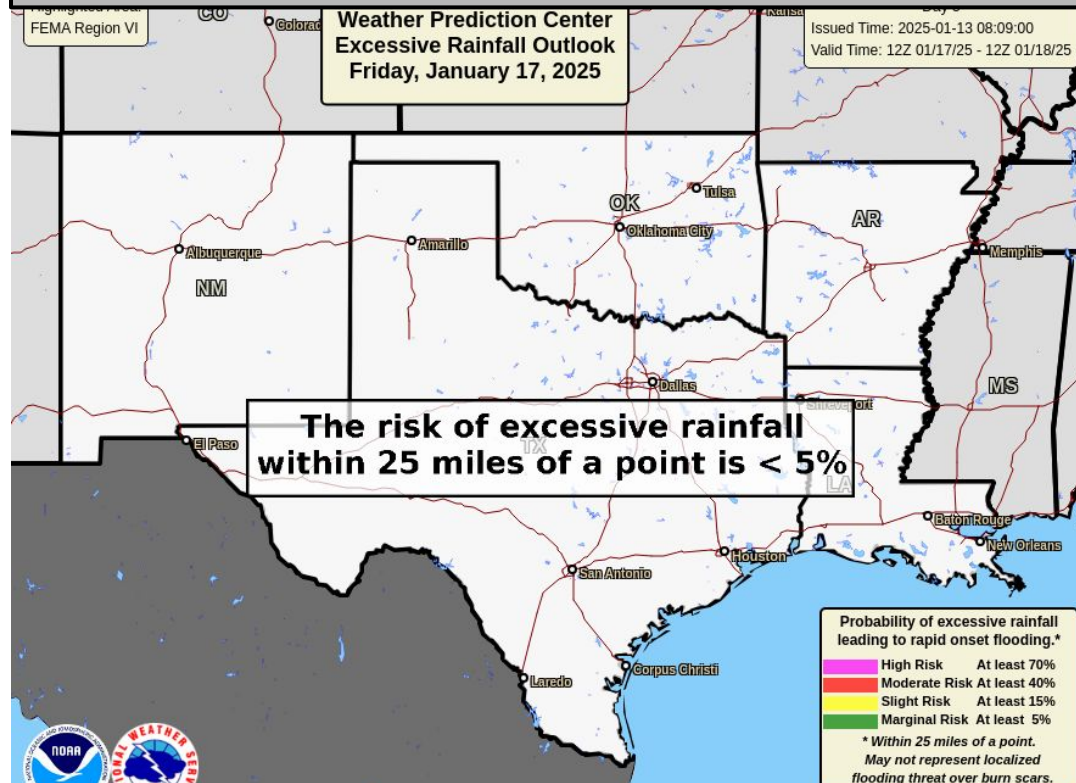 Highlighted Area:
FEMA Region VI
Weather Prediction Center
Excessive Rainfall Outlook
Friday, January 17, 2025
Issued Time: 2025-01-13 08:09:00
Valid Time: 12Z 01/17/25 - 12Z 01/18/25
CO
Kansa
Tulsa
OK
Oklahoma City
AR
Albuquerque
Amarillo
Memphis
NM
Dallas
MS
Shreveport
The risk of excessive rainfall
within 25 miles of a point is < 5%
El Paso
TX
LA
Baton Rouge
New Orleans
Houston
San Antonio
Corpus Christi
Laredo
Probability of excessive rainfall
leading to rapid onset flooding.*
High Risk At least 70%
Moderate Risk At least 40%
Slight Risk At least 15%
Marginal Risk At least 5%
* Within 25 miles of a point.
May not represent localized
flooding threat over burn scars.
NOAA